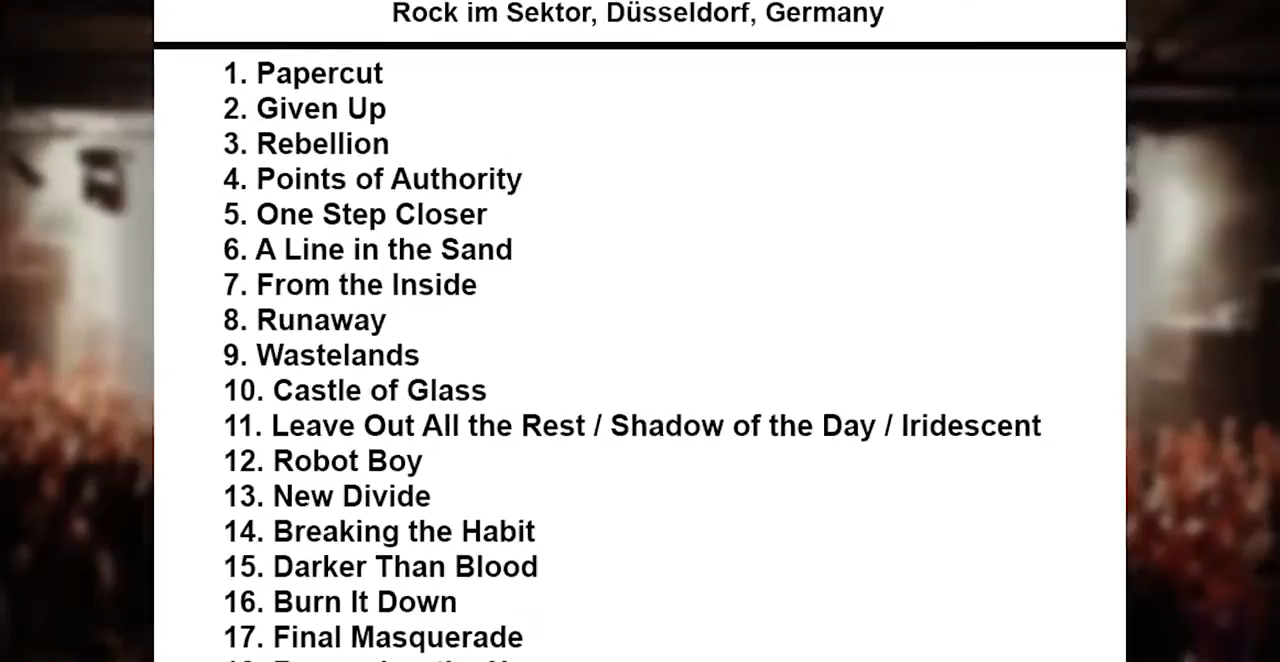 Rock im Sektor, Düsseldorf, Germany
1. Papercut
2. Given Up
3. Rebellion
4. Points of Authority
5. One Step Closer
6. A Line in the Sand
7. From the Inside
8. Runaway
9. Wastelands
10. Castle of Glass
11. Leave Out All the Rest / Shadow of the Day / Iridescent
12. Robot Boy
13. New Divide
14. Breaking the Habit
15. Darker Than Blood
16. Burn It Down
17. Final Masquerade